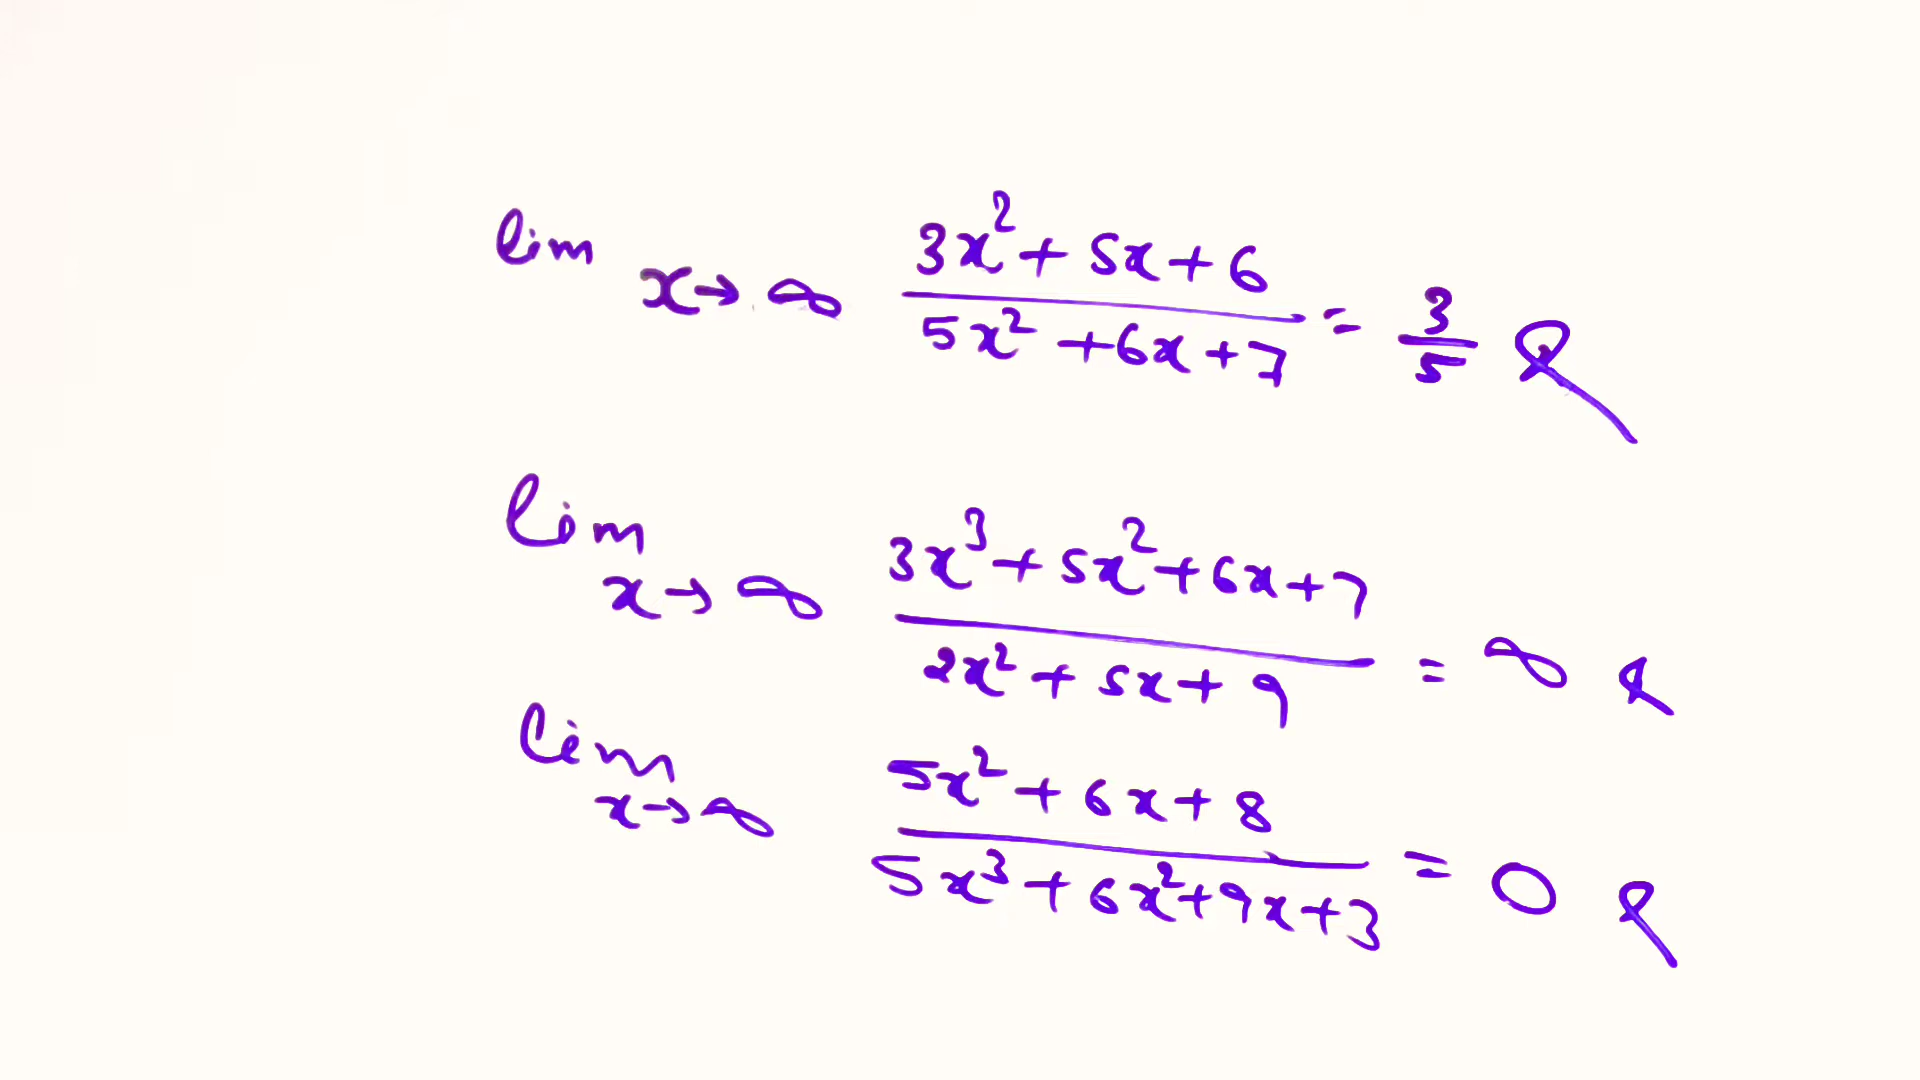 lim x→∞ (3x² + 5x + 6)/(5x² + 6x + 7) = 3/5
lim x→∞ (3x³ + 5x² + 6x + 7)/(2x² + 5x + 9) = ∞
lim x→∞ (5x² + 6x + 8)/(5x³ + 6x² + 9x + 3) = 0